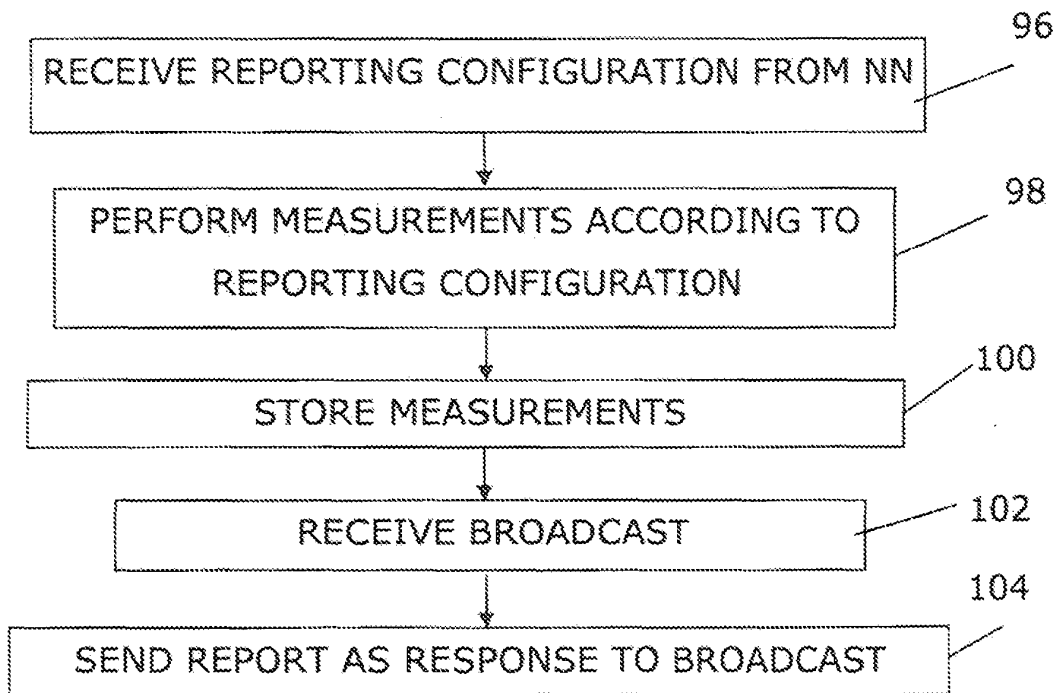 96
RECEIVE REPORTING CONFIGURATION FROM NN
98
PERFORM MEASUREMENTS ACCORDING TO
REPORTING CONFIGURATION
100
STORE MEASUREMENTS
102
RECEIVE BROADCAST
104
SEND REPORT AS RESPONSE TO BROADCAST